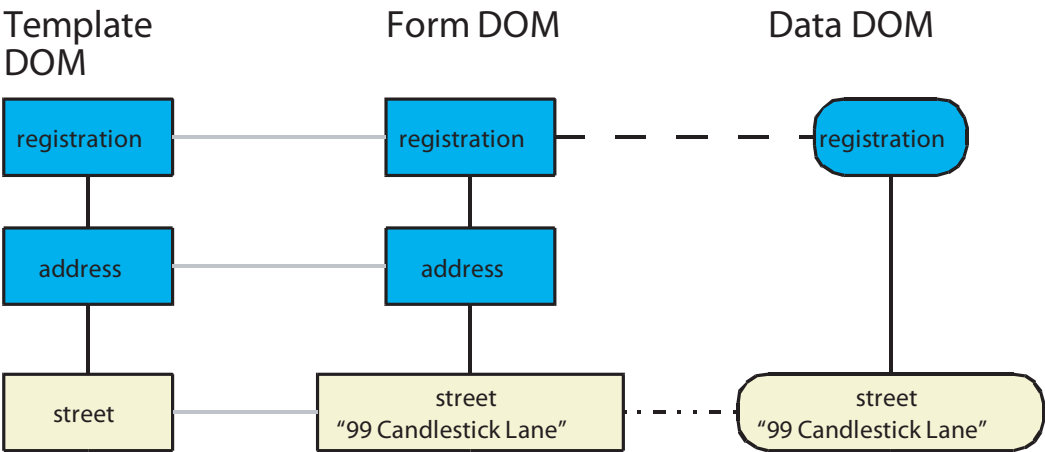 Template
DOM
Form DOM
Data DOM
registration
registration
registration
address
address
street
street
“99 Candlestick Lane”
street
“99 Candlestick Lane”